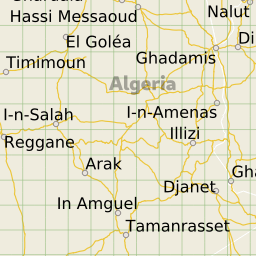 Hassi Messaoud
Nalut
El Goléa
Ghadamis
Timimoun
Algeria
I-n-Amenas
I-n-Salah
Illizi
Reggane
Arak
Djanet
In Amguel
Tamanrasset